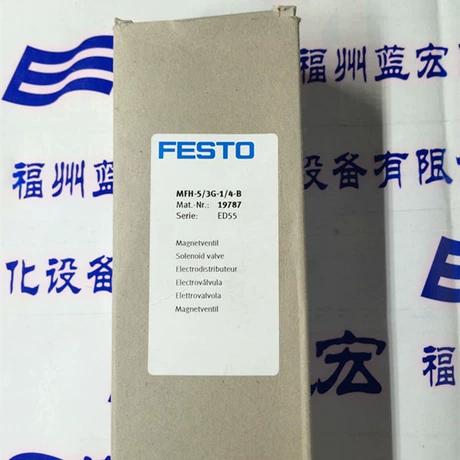 福州蓝宏
FESTO
MFH-5/3G-1/4-B
Mat.-Nr.: 19787
Serie: ED55
Magnetventil
Solenoid valve
Electrodistributeur
Electroválvula
Elettrovalvola
Magnetventil
福州
设备有限
化设备
蓝宏